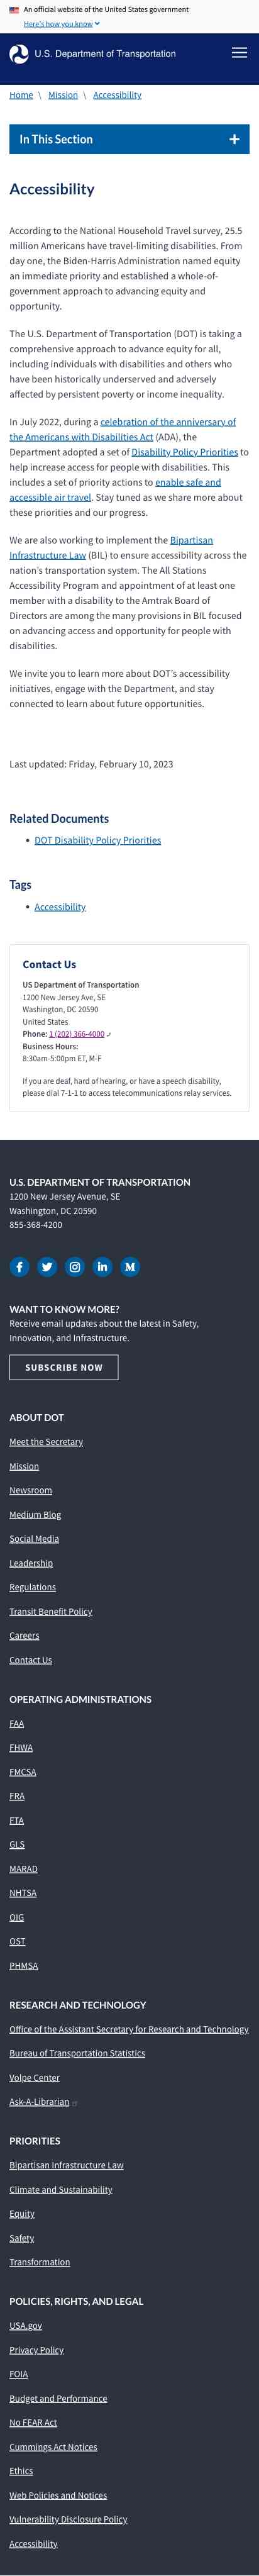 An official website of the United States government
Here's how you know
U.S. Department of Transportation
Home \ Mission \ Accessibility
In This Section
Accessibility
According to the National Household Travel survey, 25.5
million Americans have travel-limiting disabilities. From
day one, the Biden-Harris Administration named equity
an immediate priority and established a whole-of-
government approach to advancing equity and
opportunity.
The U.S. Department of Transportation (DOT) is taking a
comprehensive approach to advancing equity for all,
including individuals with disabilities and others who
have been historically underserved and adversely
affected by persistent poverty or income inequality.
In July 2022, during a celebration of the anniversary of
the Americans with Disabilities Act (ADA), the
Department adopted a set of Disability Policy Priorities to
help increase access for people with disabilities. This
includes a set of priority actions to enable safe and
accessible air travel. Stay tuned as we share more about
these priorities and our progress.
We are also working to implement the Bipartisan
Infrastructure Law (BIL) to ensure accessibility across the
nation's transportation system. The All Stations
Accessibility Program and appointment of at least one
member with a disability to the Amtrak Board of
Directors are among the many provisions in BIL focused
on advancing access and opportunity for people with
disabilities.
We invite you to learn more about DOT's accessibility
initiatives, engage with the Department, and stay
connected to learn about future opportunities.
Last updated: Friday, February 10, 2023
Related Documents
DOT Disability Policy Priorities
Tags
Accessibility
Contact Us
US Department of Transportation
1200 New Jersey Ave, SE
Washington, DC 20590
United States
Phone: 1 (202) 366-4000
Business Hours:
8:30am-5:00pm ET, M-F
If you are deaf, hard of hearing, or have a speech disability,
please dial 7-1-1 to access telecommunications relay services.
U.S. DEPARTMENT OF TRANSPORTATION
1200 New Jersey Avenue, SE
Washington, DC 20590
855-368-4200
WANT TO KNOW MORE?
Receive email updates about the latest in Safety,
Innovation, and Infrastructure.
SUBSCRIBE NOW
ABOUT DOT
Meet the Secretary
Mission
Newsroom
Medium Blog
Social Media
Leadership
Regulations
Transit Benefit Policy
Careers
Contact Us
OPERATING ADMINISTRATIONS
FAA
FHWA
FMCSA
FRA
FTA
GLS
MARAD
NHTSA
OIG
OST
PHMSA
RESEARCH AND TECHNOLOGY
Office of the Assistant Secretary for Research and Technology
Bureau of Transportation Statistics
Volpe Center
Ask-A-Librarian
PRIORITIES
Bipartisan Infrastructure Law
Climate and Sustainability
Equity
Safety
Transformation
POLICIES, RIGHTS, AND LEGAL
USA.gov
Privacy Policy
FOIA
Budget and Performance
No FEAR Act
Cummings Act Notices
Ethics
Web Policies and Notices
Vulnerability Disclosure Policy
Accessibility